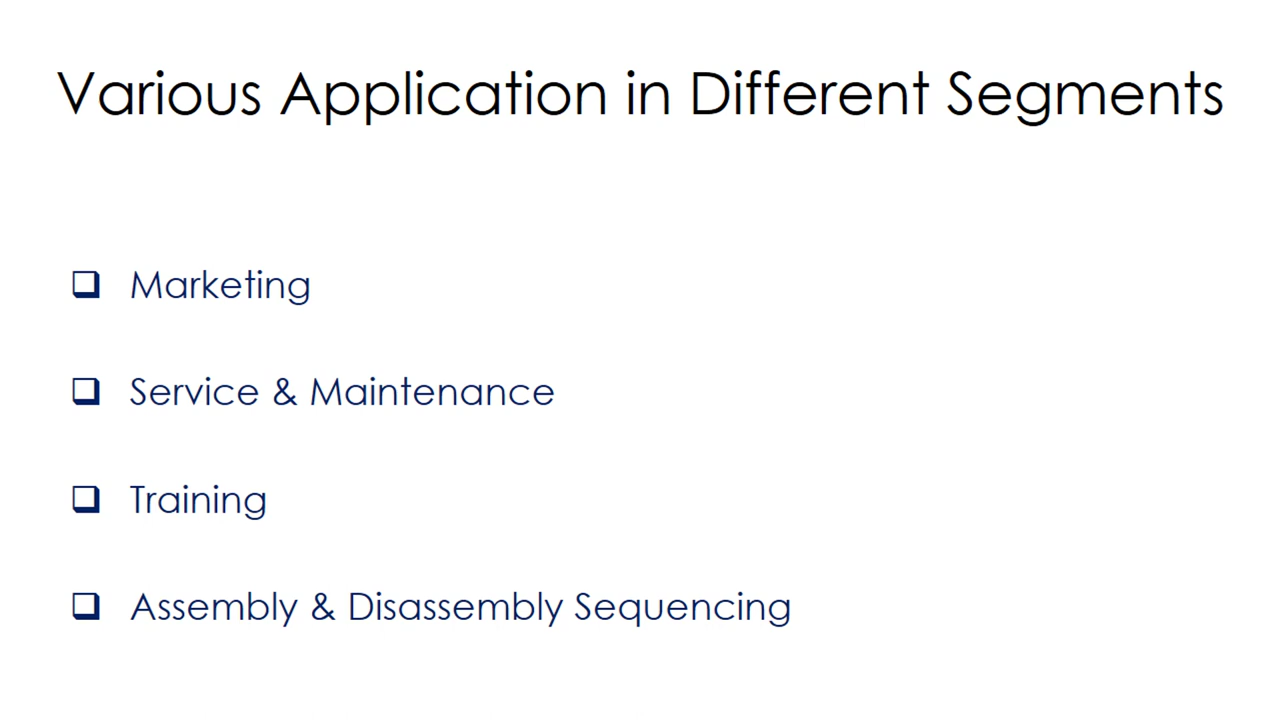 Various Application in Different Segments
Marketing
Service & Maintenance
Training
Assembly & Disassembly Sequencing